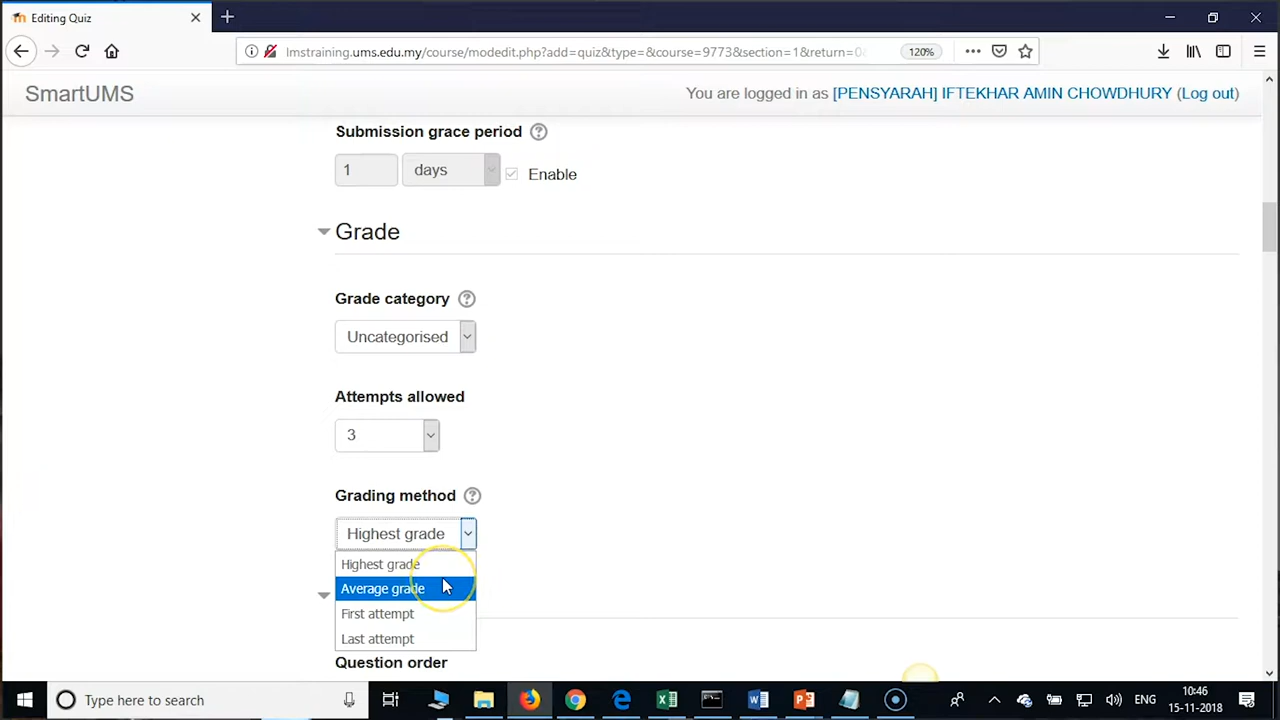 Editing Quiz
lmstraining.ums.edu.my/course/modedit.php?add=quiz&type=&course=9773&section=1&return=0
120%
SmartUMS
You are logged in as [PENSYARAH] IFTEKHAR AMIN CHOWDHURY (Log out)
Submission grace period
1 days Enable
Grade
Grade category
Uncategorised
Attempts allowed
3
Grading method
Highest grade
Highest grade
Average grade
First attempt
Last attempt
Question order
Type here to search
ENG
10:46
15-11-2018